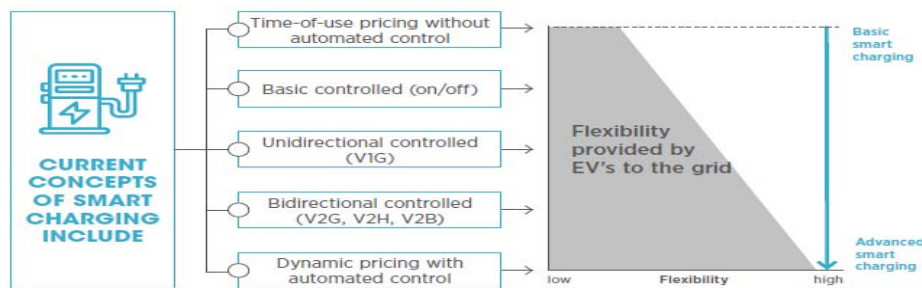 CURRENT
CONCEPTS
OF SMART
CHARGING
INCLUDE
Time-of-use pricing without
automated control
Basic controlled (on/off)
Unidirectional controlled
(V1G)
Bidirectional controlled
(V2G, V2H, V2B)
Dynamic pricing with
automated control
Flexibility
provided by
EV's to the grid
low
Flexibility
high
Basic
smart
charging
Advanced
smart
charging